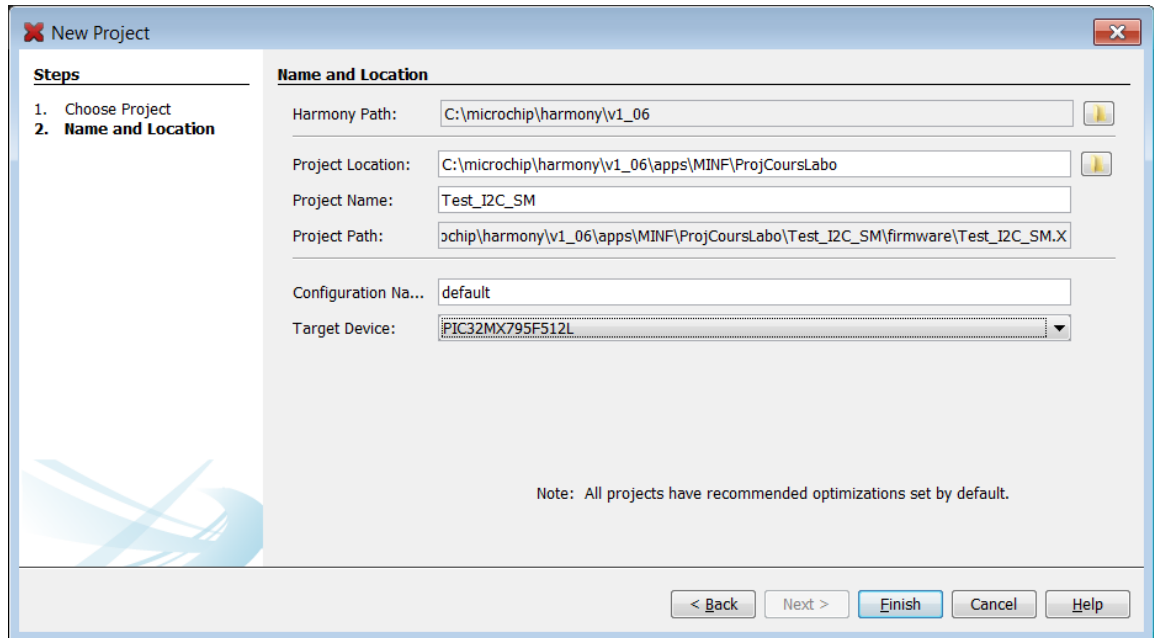 New Project
Steps
1. Choose Project
2. Name and Location
Name and Location
Harmony Path: C:\microchip\harmony\v1_06
Project Location: C:\microchip\harmony\v1_06\apps\MINF\ProjCoursLabo
Project Name: Test_I2C_SM
Project Path: ochip\harmony\v1_06\apps\MINF\ProjCoursLabo\Test_I2C_SM\firmware\Test_I2C_SM.X
Configuration Na... default
Target Device: PIC32MX795F512L
Note: All projects have recommended optimizations set by default.
< Back Next > Finish Cancel Help